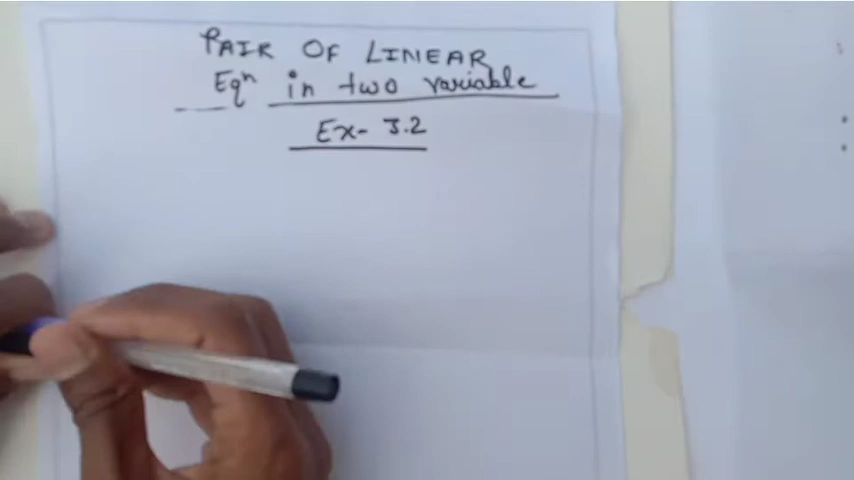 PAIR OF LINEAR
Eqn in two variable
Ex- 3.2